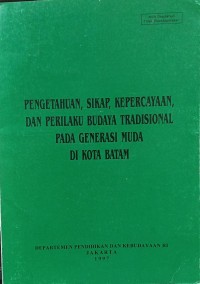 PENGETAHUAN, SIKAP, KEPERCAYAAN,
DAN PERILAKU BUDAYA TRADISIONAL
PADA GENERASI MUDA
DI KOTA BATAM
DEPARTEMEN PENDIDIKAN DAN KEBUDAYAAN RI
JAKARTA
1997